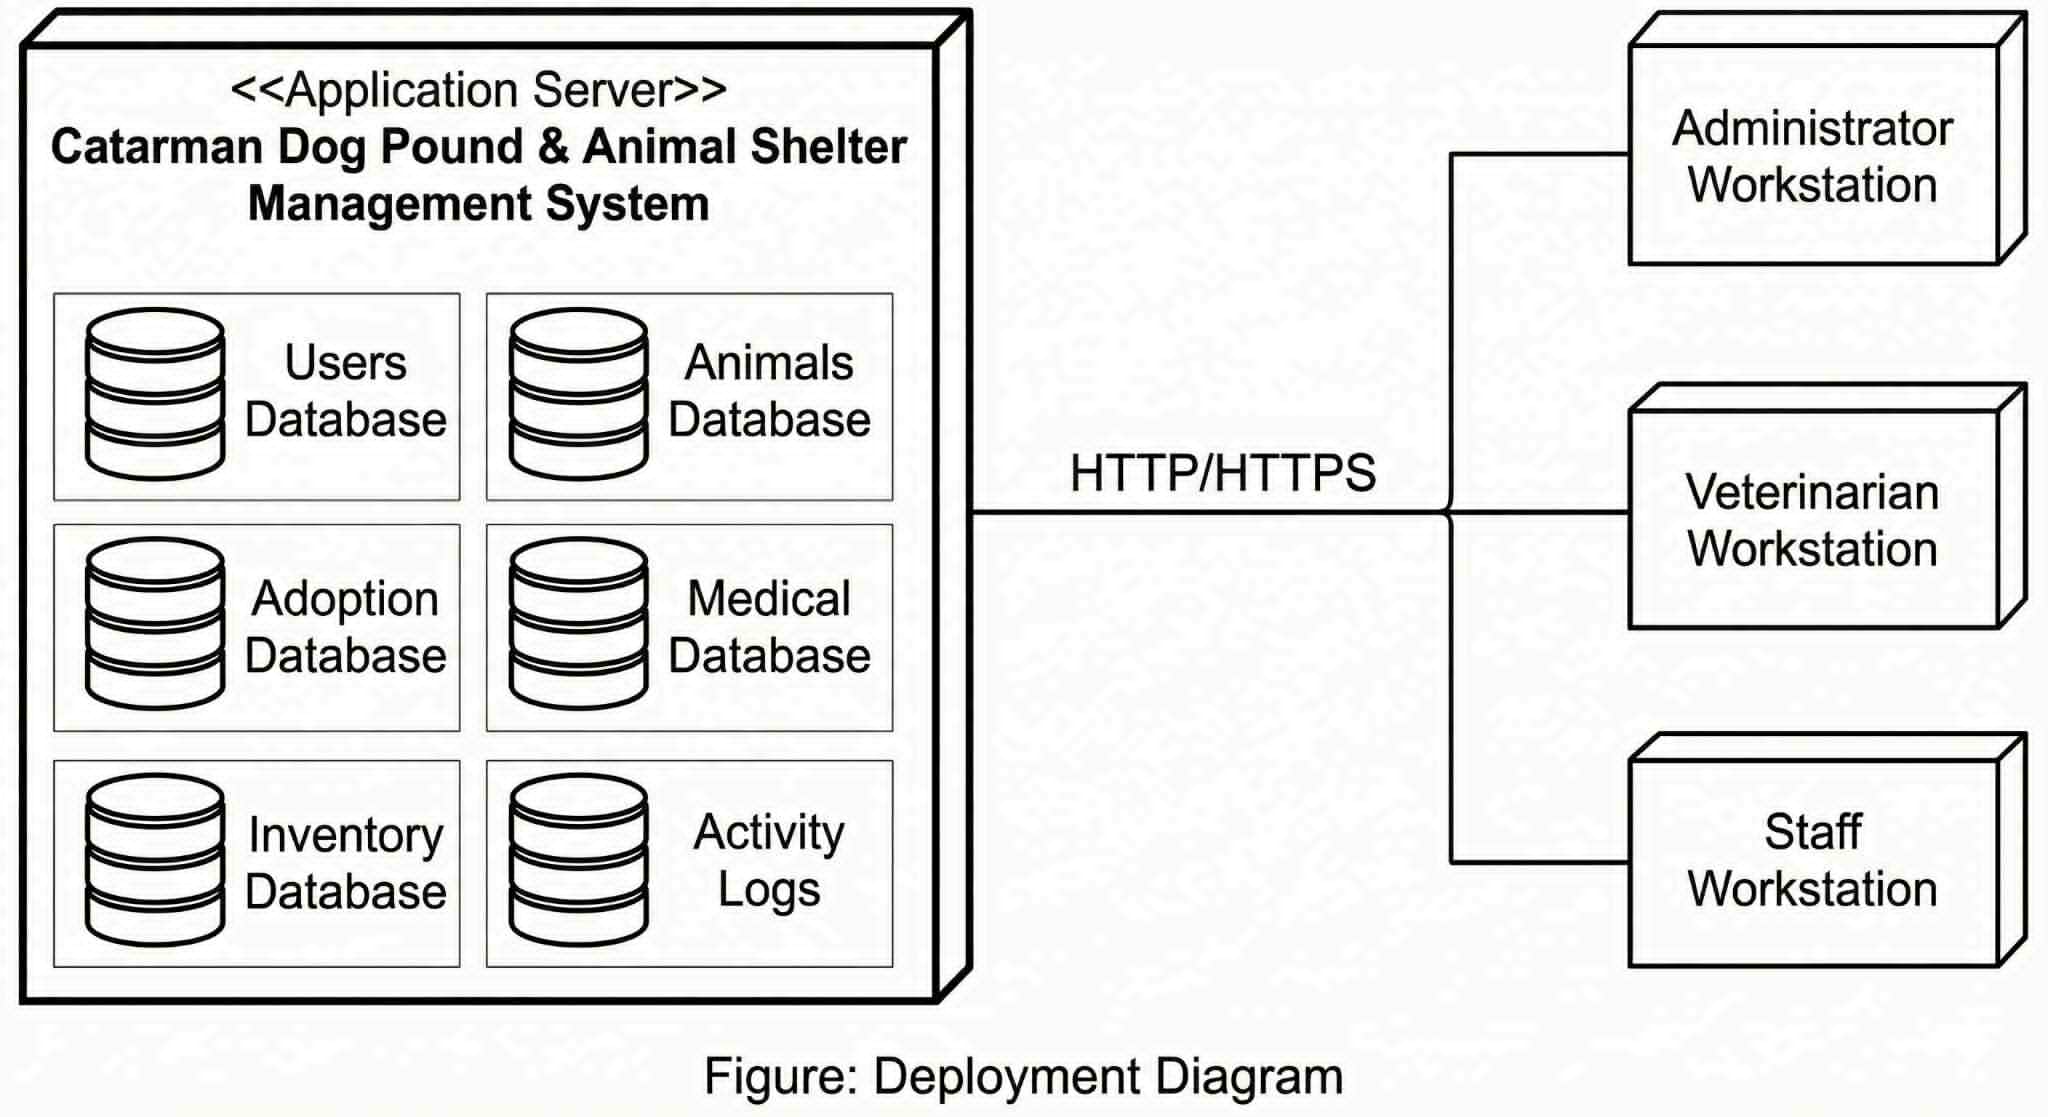 <<Application Server>>
Catarman Dog Pound & Animal Shelter
Management System
Users
Database
Animals
Database
Adoption
Database
Medical
Database
Inventory
Database
Activity
Logs
HTTP/HTTPS
Administrator
Workstation
Veterinarian
Workstation
Staff
Workstation
Figure: Deployment Diagram